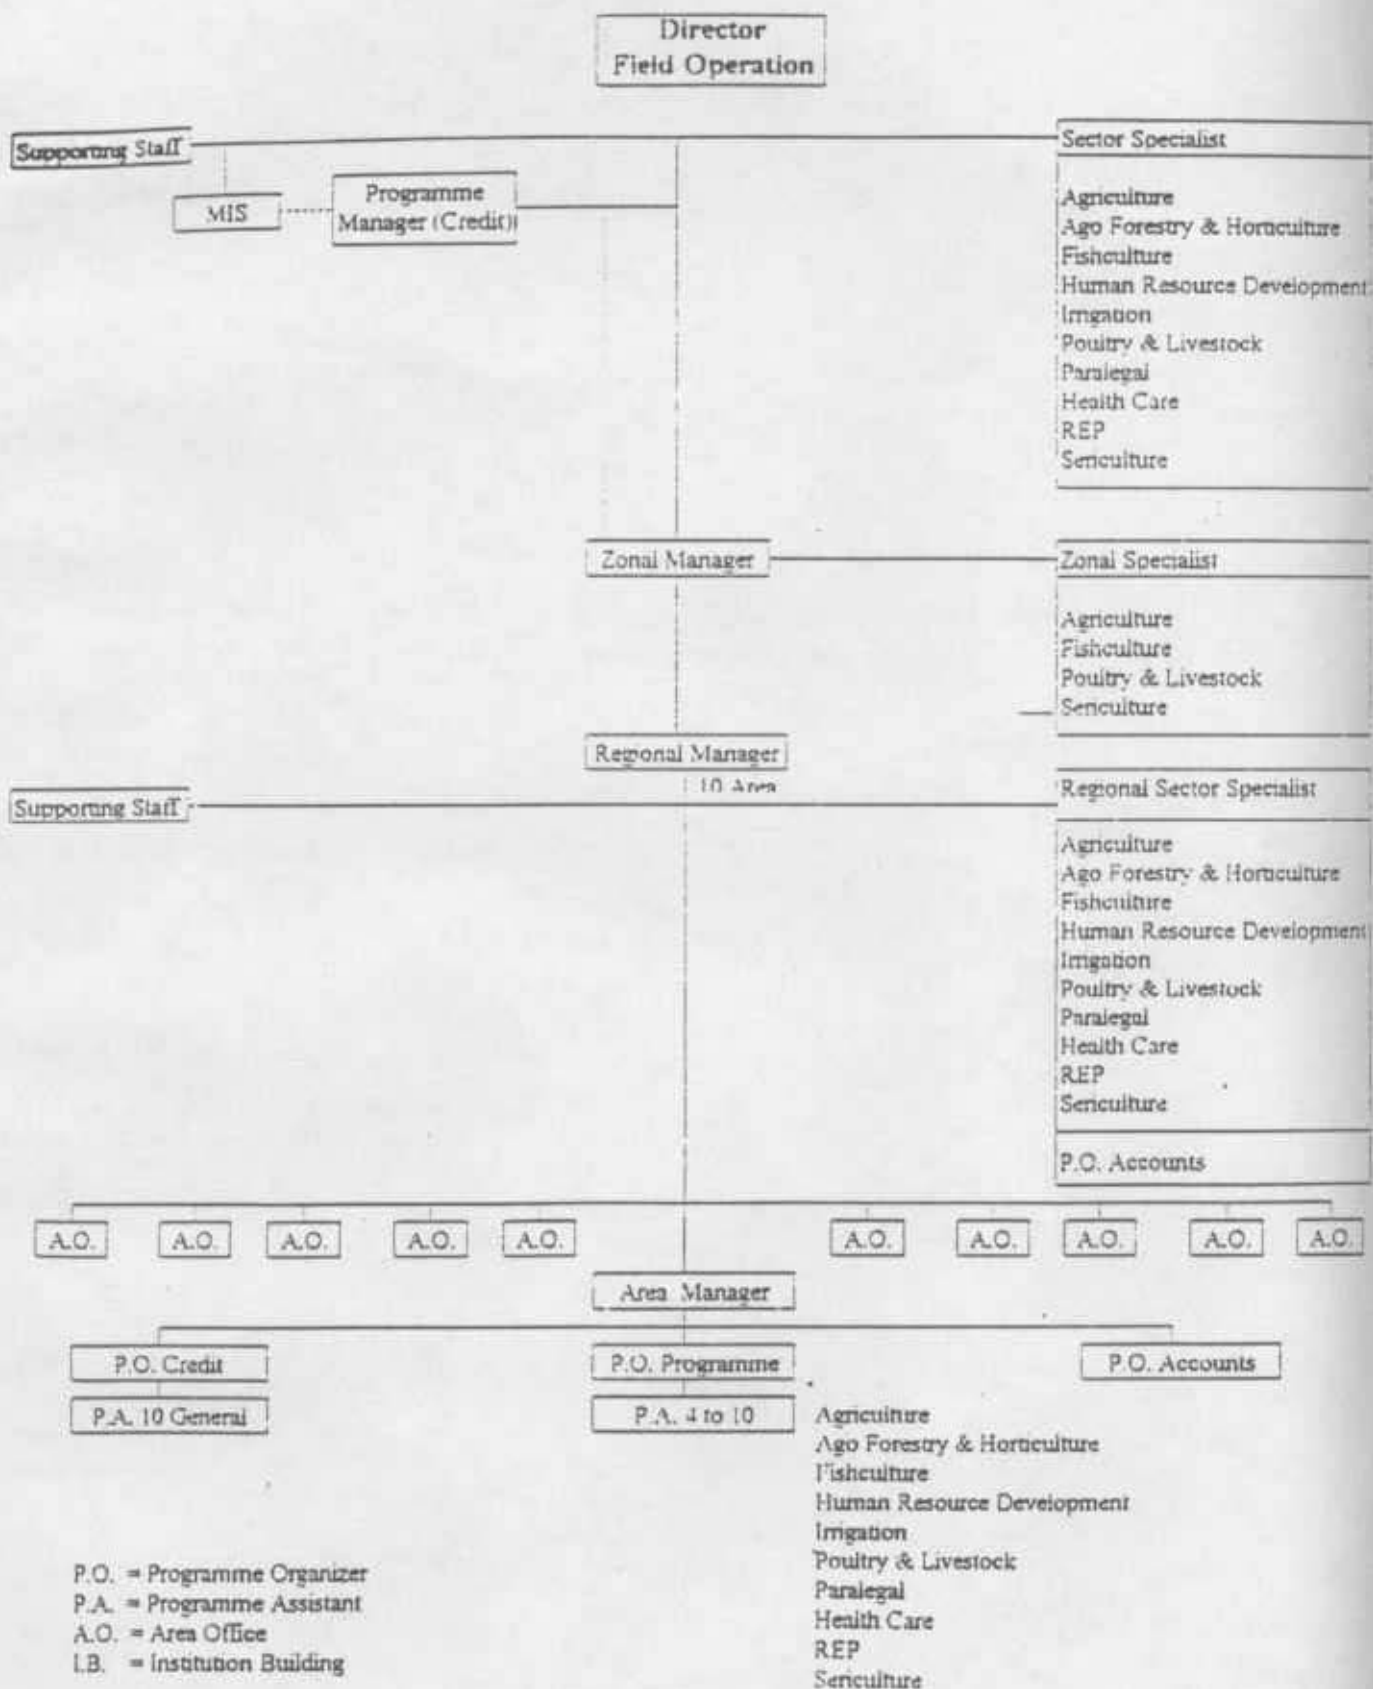 Director
Field Operation
Supporting Staff
Sector Specialist
MIS
Programme
Manager (Credit)
Agriculture
Ago Forestry & Horticulture
Fishculture
Human Resource Development
Irrigation
Poultry & Livestock
Paralegal
Health Care
REP
Sericulture
Zonal Manager
Zonal Specialist
Agriculture
Fishculture
Poultry & Livestock
Sericulture
Regional Manager
10 Area
Supporting Staff
Regional Sector Specialist
Agriculture
Ago Forestry & Horticulture
Fishculture
Human Resource Development
Irrigation
Poultry & Livestock
Paralegal
Health Care
REP
Sericulture
P.O. Accounts
A.O. A.O. A.O. A.O. A.O. A.O. A.O. A.O. A.O. A.O.
Area Manager
P.O. Credit
P.O. Programme
P.O. Accounts
P.A. 10 General
P.A. 4 to 10
Agriculture
Ago Forestry & Horticulture
Fishculture
Human Resource Development
Irrigation
Poultry & Livestock
Paralegal
Health Care
REP
Sericulture
P.O. = Programme Organizer
P.A. = Programme Assistant
A.O. = Area Office
I.B. = Institution Building